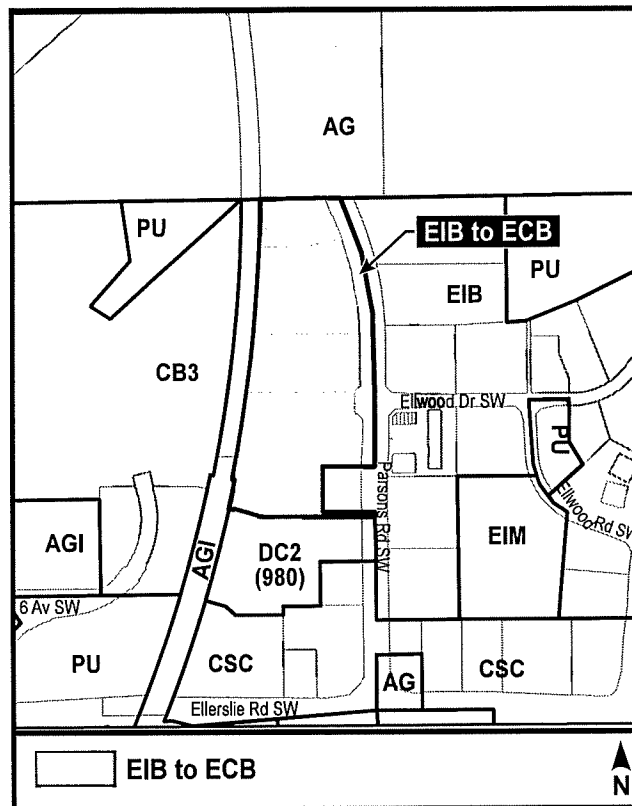 AG
PU
EIB to ECB
PU
EIB
CB3
Ellwood Dr SW
PU
Parsons Rd SW
Ellwood Rd SW
EIM
AGI
AGI
DC2
(980)
6 Av SW
PU
CSC
AG
CSC
Ellerslie Rd SW
EIB to ECB
N